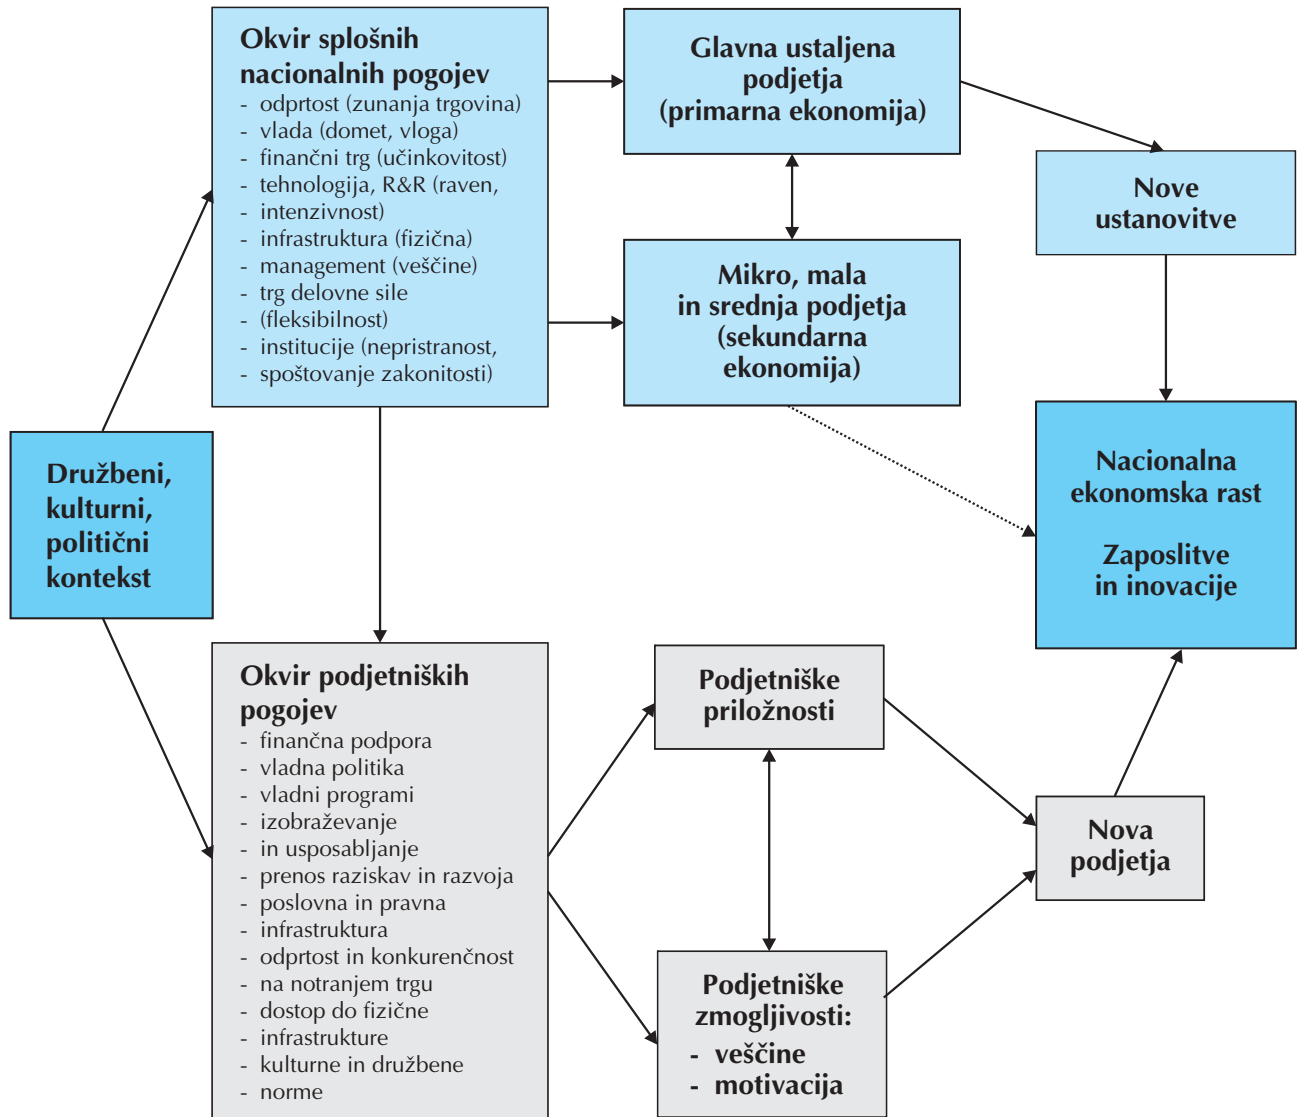 Okvir splošnih
nacionalnih pogojev
- odprtost (zunanja trgovina)
- vlada (domet, vloga)
- finančni trg (učinkovitost)
- tehnologija, R&R (raven,
- intenzivnost)
- infrastruktura (fizična)
- management (veščine)
- trg delovne sile
- (fleksibilnost)
- institucije (nepristranost,
- spoštovanje zakonitosti)
Glavna ustaljena
podjetja
(primarna ekonomija)
Nove
ustanovitve
Mikro, mala
in srednja podjetja
(sekundarna
ekonomija)
Družbeni,
kulturni,
politični
kontekst
Nacionalna
ekonomska rast
Zaposlitve
in inovacije
Okvir podjetniških
pogojev
- finančna podpora
- vladna politika
- vladni programi
- izobraževanje
- in usposabljanje
- prenos raziskav in razvoja
- poslovna in pravna
- infrastruktura
- odprtost in konkurenčnost
- na notranjem trgu
- dostop do fizične
- infrastrukture
- kulturne in družbene
- norme
Podjetniške
priložnosti
Nova
podjetja
Podjetniške
zmogljivosti:
- veščine
- motivacija